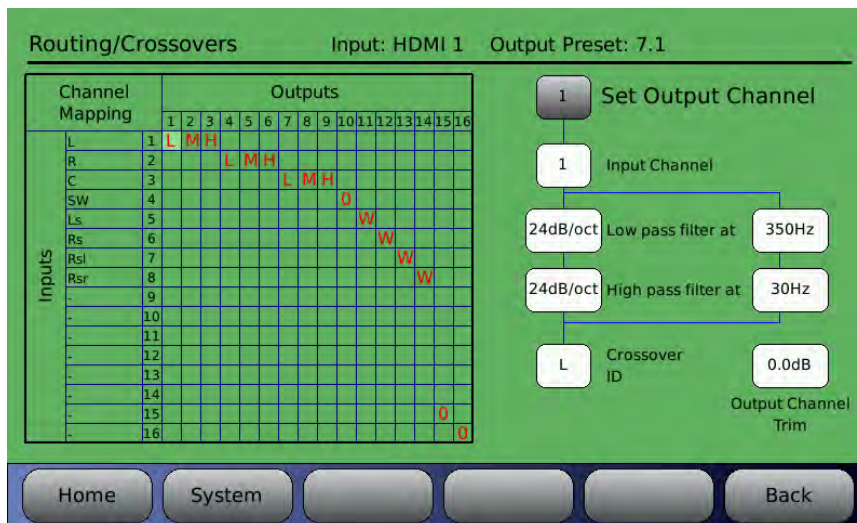 Routing/Crossovers Input: HDMI 1 Output Preset: 7.1
Channel Mapping
Outputs
1 2 3 4 5 6 7 8 9 10 11 12 13 14 15 16
Inputs
L 1 L M H
R 2 L M H
C 3 L M H
SW 4 0
Ls 5 W
Rs 6 W
Rsl 7 W
Rsr 8 W
- 9
- 10
- 11
- 12
- 13
- 14
- 15 0
- 16 0
1 Set Output Channel
1 Input Channel
24dB/oct Low pass filter at 350Hz
24dB/oct High pass filter at 30Hz
L Crossover ID 0.0dB
Output Channel Trim
Home System Back